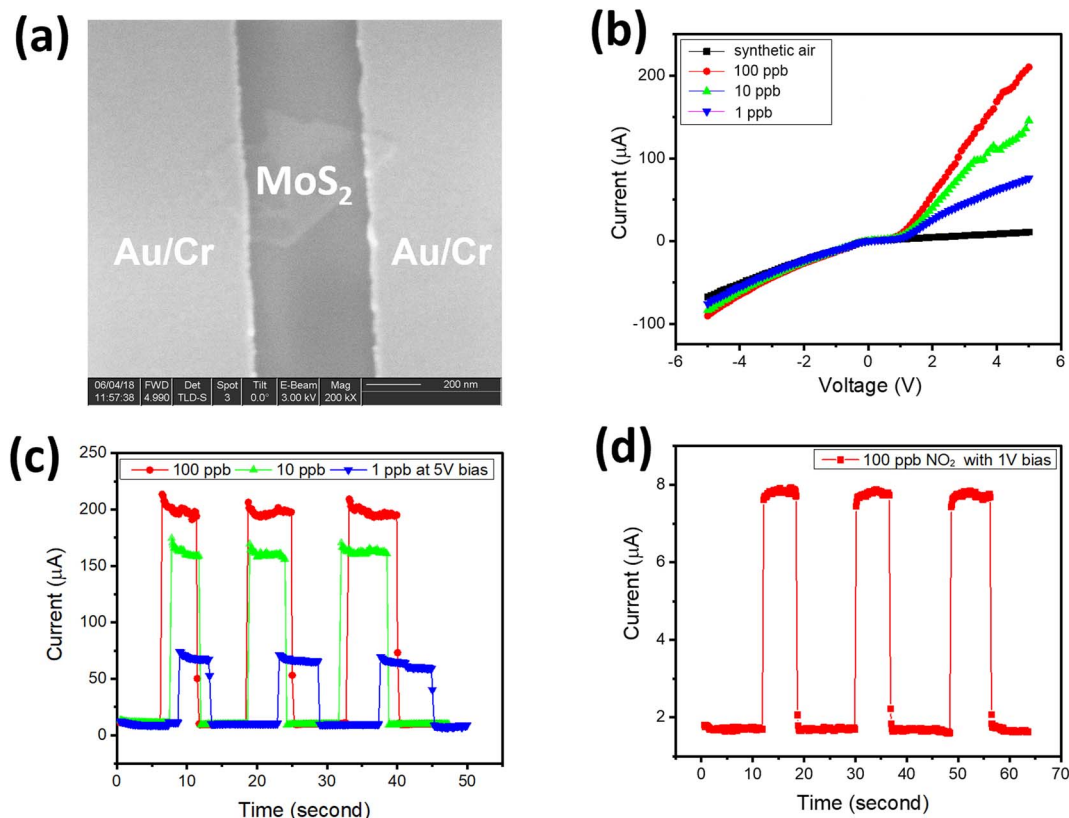 (a)
MoS₂
Au/Cr
Au/Cr
06/04/18 FWD Det Spot Tilt E-Beam Mag 200 nm
11:57:38 4.990 TLD-S 3 0.0° 3.00 kV 200 kX
(b)
synthetic air
100 ppb
10 ppb
1 ppb
Current (μA)
200
100
0
-100
-6 -4 -2 0 2 4 6
Voltage (V)
(c)
100 ppb 10 ppb 1 ppb at 5V bias
Current (μA)
250
200
150
100
50
0
0 10 20 30 40 50
Time (second)
(d)
100 ppb NO₂ with 1V bias
Current (μA)
8
6
4
2
0 10 20 30 40 50 60 70
Time (second)